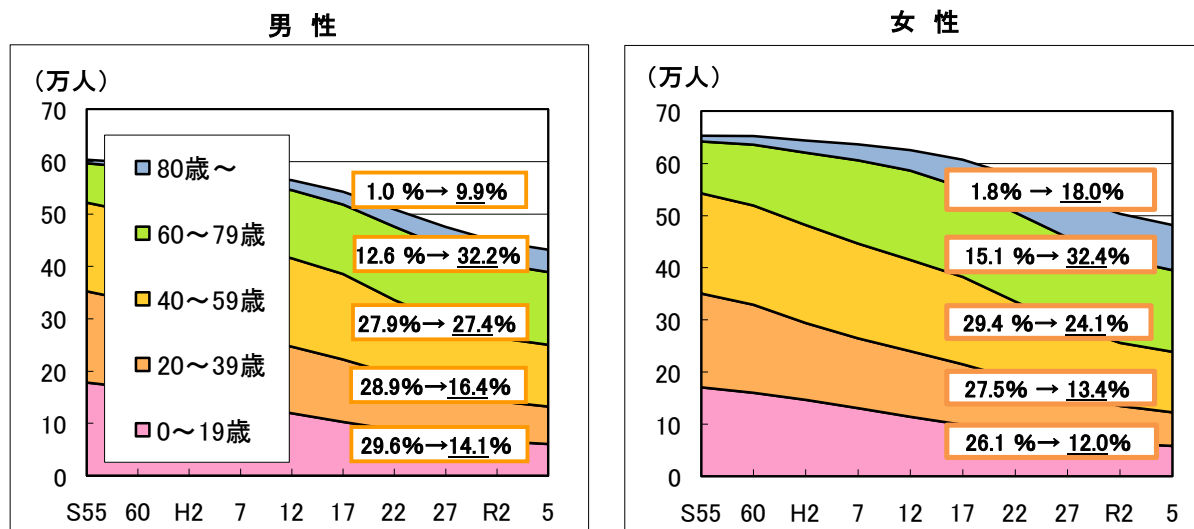 男 性
（万人）
70
60
50
40
30
20
10
0
80歳～
60～79歳
40～59歳
20～39歳
0～19歳
1.0 %→ 9.9%
12.6 %→ 32.2%
27.9%→ 27.4%
28.9%→16.4%
29.6%→14.1%
S55 60 H2 7 12 17 22 27 R2 5
女 性
（万人）
70
60
50
40
30
20
10
0
1.8% → 18.0%
15.1 %→ 32.4%
29.4 %→ 24.1%
27.5% → 13.4%
26.1 %→ 12.0%
S55 60 H2 7 12 17 22 27 R2 5